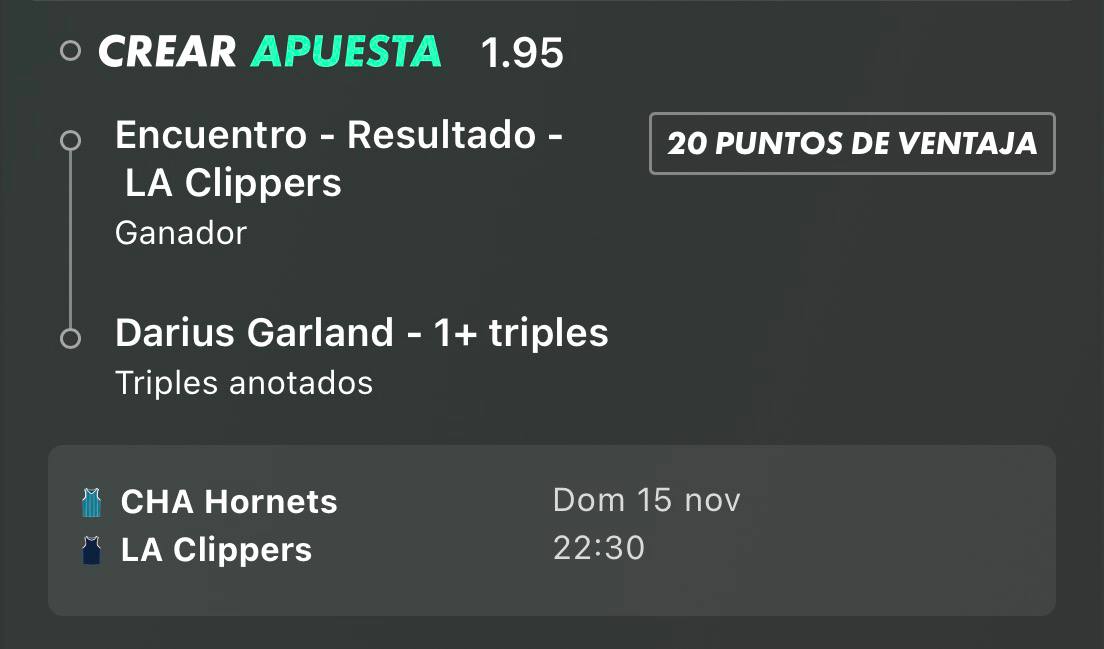 CREAR APUESTA 1.95
Encuentro - Resultado -
LA Clippers
20 PUNTOS DE VENTAJA
Ganador
Darius Garland - 1+ triples
Triples anotados
CHA Hornets
Dom 15 nov
LA Clippers
22:30